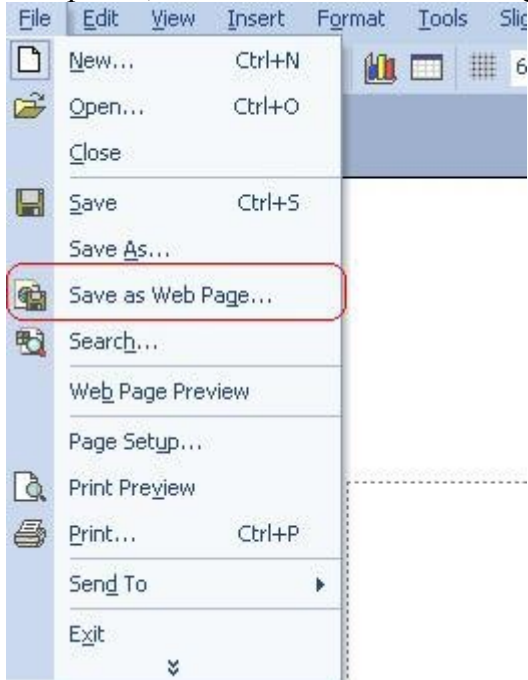 File Edit View Insert Format Tools
New... Ctrl+N
Open... Ctrl+O
Close
Save Ctrl+S
Save As...
Save as Web Page...
Search...
Web Page Preview
Page Setup...
Print Preview
Print... Ctrl+P
Send To
Exit